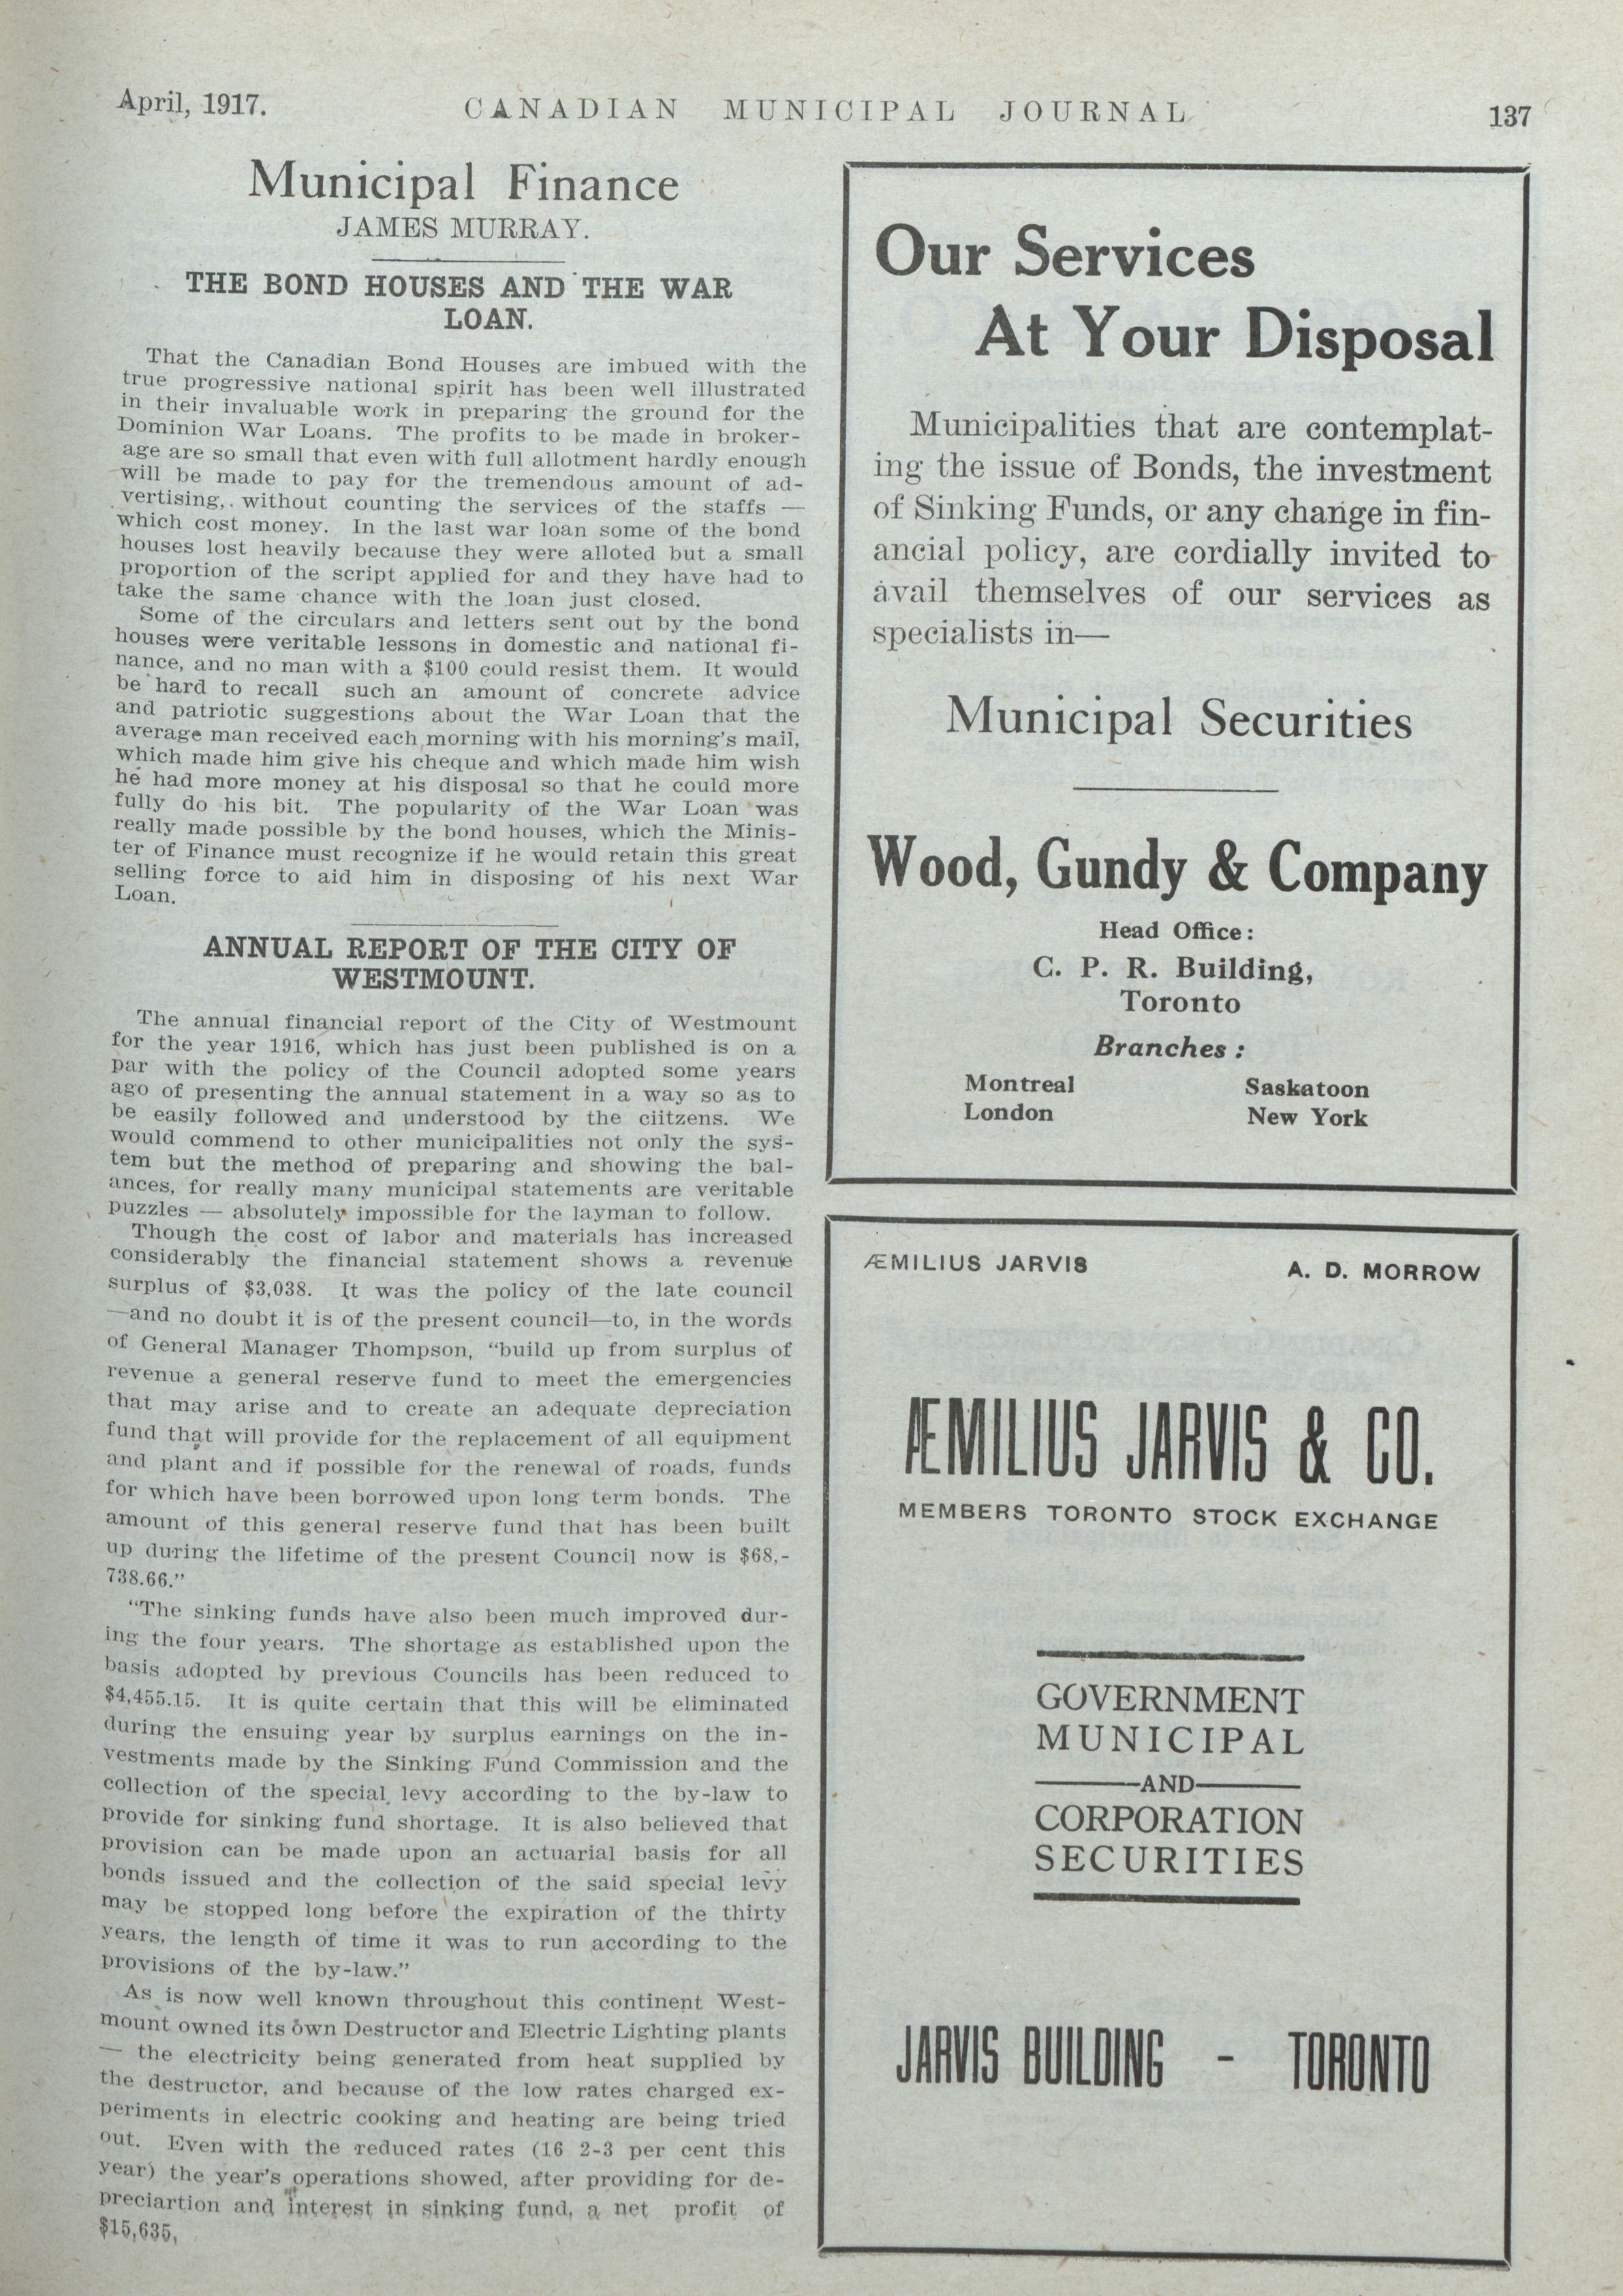 April, 1917.
CANADIAN MUNICIPAL JOURNAL
137
Municipal Finance
JAMES MURRAY.
THE BOND HOUSES AND THE WAR
LOAN.
That the Canadian Bond Houses are imbued with the
true progressive national spirit has been well illustrated
in their invaluable work in preparing the ground for the
Dominion War Loans. The profits to be made in broker-
age are so small that even with full allotment hardly enough
will be made to pay for the tremendous amount of ad-
vertising, without counting the services of the staffs —
which cost money. In the last war loan some of the bond
houses lost heavily because they were alloted but a small
proportion of the script applied for and they have had to
take the same chance with the loan just closed.
Some of the circulars and letters sent out by the bond
houses were veritable lessons in domestic and national fi-
nance, and no man with a $100 could resist them. It would
be hard to recall such an amount of concrete advice
and patriotic suggestions about the War Loan that the
average man received each morning with his morning's mail,
which made him give his cheque and which made him wish
he had more money at his disposal so that he could more
fully do his bit. The popularity of the War Loan was
really made possible by the bond houses, which the Minis-
ter of Finance must recognize if he would retain this great
selling force to aid him in disposing of his next War
Loan.
ANNUAL REPORT OF THE CITY OF
WESTMOUNT.
The annual financial report of the City of Westmount
for the year 1916, which has just been published is on a
par with the policy of the Council adopted some years
ago of presenting the annual statement in a way so as to
be easily followed and understood by the ciitzens. We
would commend to other municipalities not only the sys-
tem but the method of preparing and showing the bal-
ances, for really many municipal statements are veritable
puzzles — absolutely impossible for the layman to follow.
Though the cost of labor and materials has increased
considerably the financial statement shows a revenue
surplus of $3,038. It was the policy of the late council
—and no doubt it is of the present council—to, in the words
of General Manager Thompson, "build up from surplus of
revenue a general reserve fund to meet the emergencies
that may arise and to create an adequate depreciation
fund that will provide for the replacement of all equipment
and plant and if possible for the renewal of roads, funds
for which have been borrowed upon long term bonds. The
amount of this general reserve fund that has been built
up during the lifetime of the present Council now is $68,-
738.66."
"The sinking funds have also been much improved dur-
ing the four years. The shortage as established upon the
basis adopted by previous Councils has been reduced to
$4,455.15. It is quite certain that this will be eliminated
during the ensuing year by surplus earnings on the in-
vestments made by the Sinking Fund Commission and the
collection of the special levy according to the by-law to
provide for sinking fund shortage. It is also believed that
provision can be made upon an actuarial basis for all
bonds issued and the collection of the said special levy
may be stopped long before the expiration of the thirty
years, the length of time it was to run according to the
provisions of the by-law."
As is now well known throughout this continent West-
mount owned its own Destructor and Electric Lighting plants
— the electricity being generated from heat supplied by
the destructor, and because of the low rates charged ex-
periments in electric cooking and heating are being tried
out. Even with the reduced rates (16 2-3 per cent this
year) the year's operations showed, after providing for de-
preciartion and interest in sinking fund, a net profit of
$15,635,
Our Services
At Your Disposal
Municipalities that are contemplat-
ing the issue of Bonds, the investment
of Sinking Funds, or any change in fin-
ancial policy, are cordially invited to
avail themselves of our services as
specialists in—
Municipal Securities
Wood, Gundy & Company
Head Office:
C. P. R. Building,
Toronto
Branches:
Montreal Saskatoon
London New York
ÆMILIUS JARVIS A. D. MORROW
ÆMILIUS JARVIS & CO.
MEMBERS TORONTO STOCK EXCHANGE
GOVERNMENT
MUNICIPAL
—AND—
CORPORATION
SECURITIES
JARVIS BUILDING - TORONTO